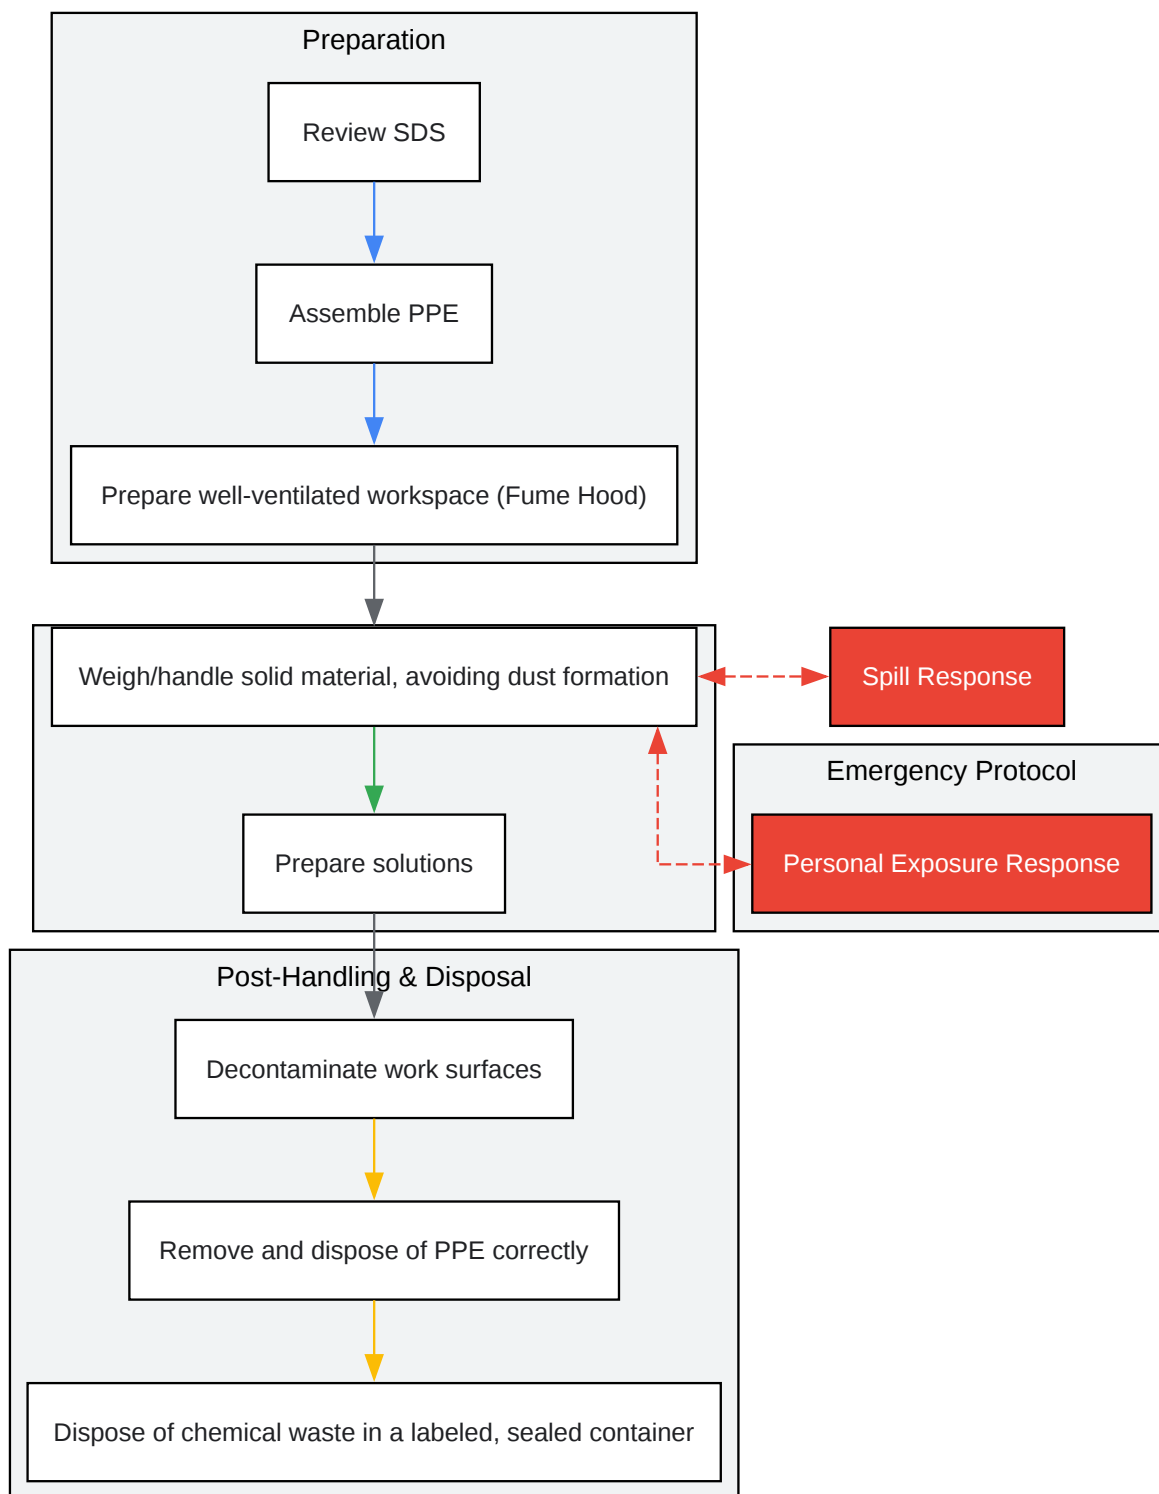 Preparation
Review SDS
Assemble PPE
Prepare well-ventilated workspace (Fume Hood)
Weigh/handle solid material, avoiding dust formation
Spill Response
Emergency Protocol
Prepare solutions
Personal Exposure Response
Post-Handling & Disposal
Decontaminate work surfaces
Remove and dispose of PPE correctly
Dispose of chemical waste in a labeled, sealed container